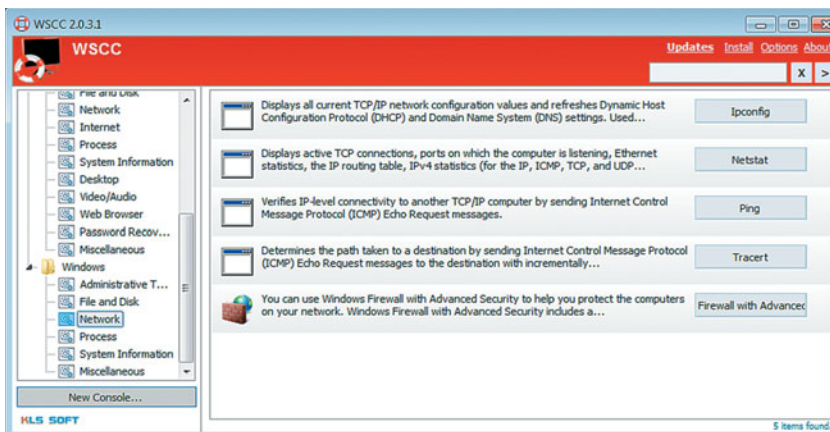 WSCC 2.0.3.1
WSCC
Updates Install Options About
X >
File and Disk
Network
Internet
Process
System Information
Desktop
Video/Audio
Web Browser
Password Recov...
Miscellaneous
Windows
Administrative T...
File and Disk
Network
Process
System Information
Miscellaneous
New Console...
KLS SOFT
Displays all current TCP/IP network configuration values and refreshes Dynamic Host
Configuration Protocol (DHCP) and Domain Name System (DNS) settings. Used...
Ipconfig
Displays active TCP connections, ports on which the computer is listening, Ethernet
statistics, the IP routing table, IPv4 statistics (for the IP, ICMP, TCP, and UDP...
Netstat
Verifies IP-level connectivity to another TCP/IP computer by sending Internet Control
Message Protocol (ICMP) Echo Request messages.
Ping
Determines the path taken to a destination by sending Internet Control Message Protocol
(ICMP) Echo Request messages to the destination with incrementally...
Tracert
You can use Windows Firewall with Advanced Security to help you protect the computers
on your network. Windows Firewall with Advanced Security includes a...
Firewall with Advanced
5 items found